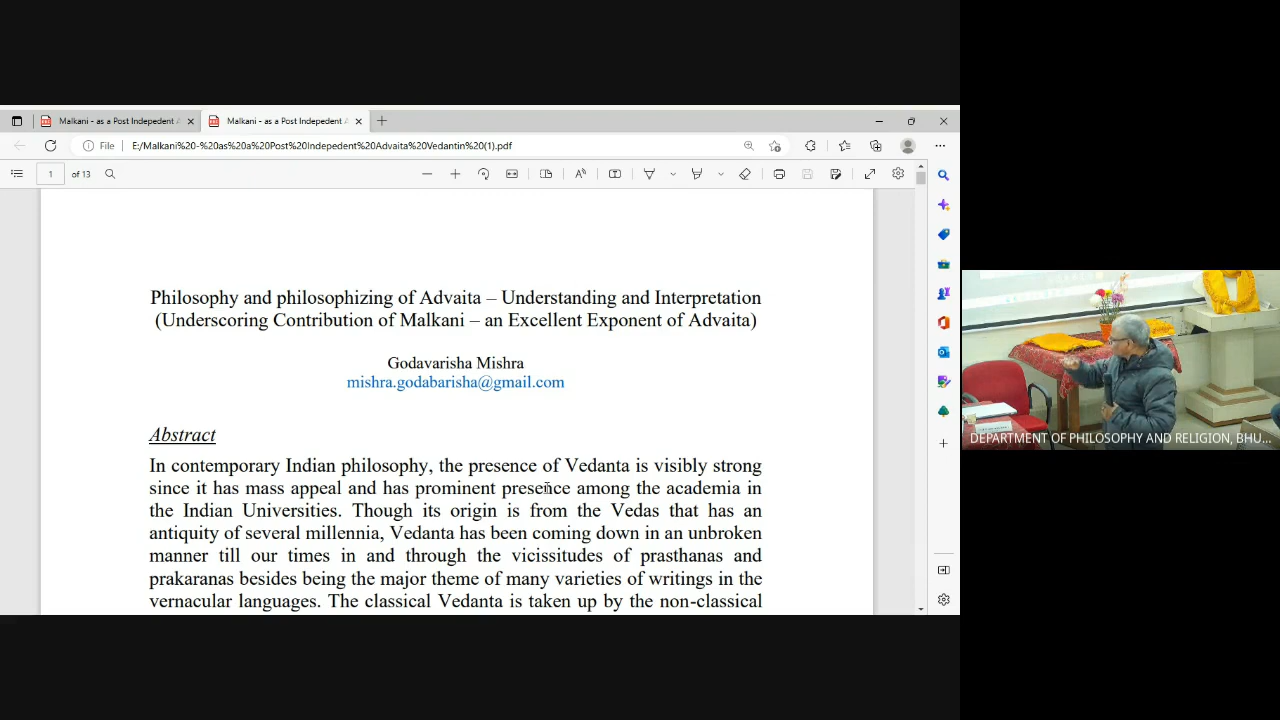 Malkani - as a Post Indepedent A
Malkani - as a Post Indepedent A
File E:/Malkani%20-%20as%20a%20Post%20Indepedent%20Advaita%20Vedantin%20(1).pdf
1 of 13
Philosophy and philosophizing of Advaita – Understanding and Interpretation
(Underscoring Contribution of Malkani – an Excellent Exponent of Advaita)
Godavarisha Mishra
mishra.godabarisha@gmail.com
Abstract
In contemporary Indian philosophy, the presence of Vedanta is visibly strong
since it has mass appeal and has prominent presence among the academia in
the Indian Universities. Though its origin is from the Vedas that has an
antiquity of several millennia, Vedanta has been coming down in an unbroken
manner till our times in and through the vicissitudes of prasthanas and
prakaranas besides being the major theme of many varieties of writings in the
vernacular languages. The classical Vedanta is taken up by the non-classical
DEPARTMENT OF PHILOSOPHY AND RELIGION, BHU...